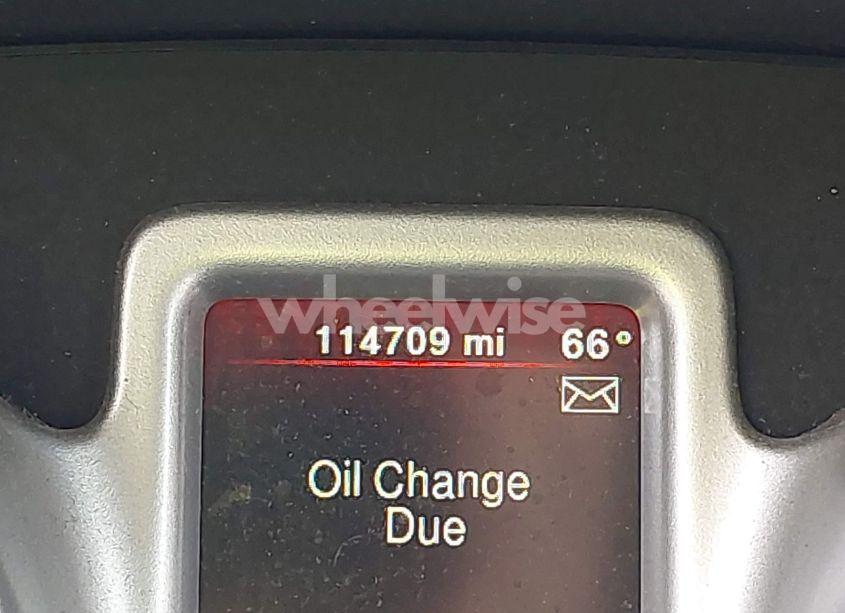 wheelwise
114709 mi 66°
Oil Change
Due